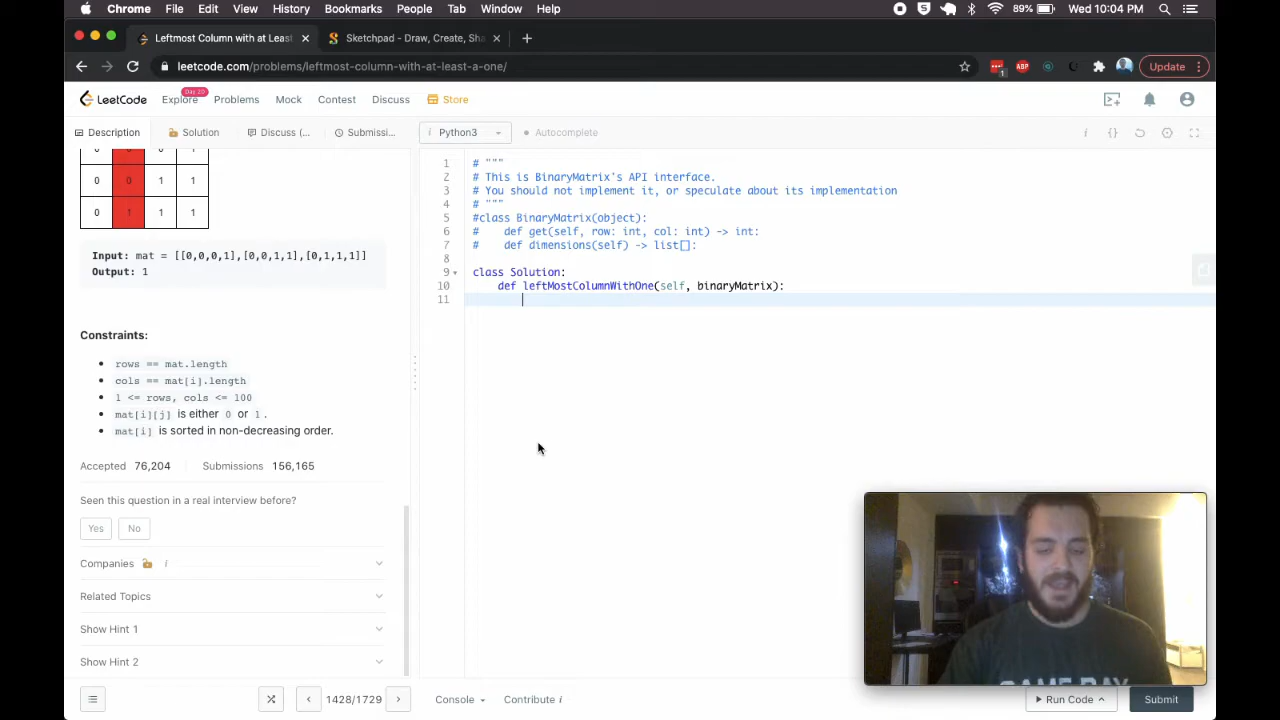 Chrome File Edit View History Bookmarks People Tab Window Help 89% Wed 10:04 PM
Leetmost Column with at Least
Sketchpad - Draw, Create, Sha
leetcode.com/problems/leftmost-column-with-at-least-a-one/ ABP Update
LeetCode Explore Day 20 Problems Mock Contest Discuss Store
Description Solution Discuss (... Submissi... Python3 Autocomplete
0 0 1 1
0 1 1 1
Input: mat = [[0,0,0,1],[0,0,1,1],[0,1,1,1]]
Output: 1
Constraints:
rows == mat.length
cols == mat[i].length
1 <= rows, cols <= 100
mat[i][j] is either 0 or 1.
mat[i] is sorted in non-decreasing order.
Accepted 76,204 Submissions 156,165
Seen this question in a real interview before?
Yes No
Companies i
Related Topics
Show Hint 1
Show Hint 2
1 # """
2 # This is BinaryMatrix's API interface.
3 # You should not implement it, or speculate about its implementation
4 # """
5 #class BinaryMatrix(object):
6 # def get(self, row: int, col: int) -> int:
7 # def dimensions(self) -> list[]:
8
9 class Solution:
10 def leftMostColumnWithOne(self, binaryMatrix):
11
GAME DAY
1428/1729 Console Contribute i Run Code Submit